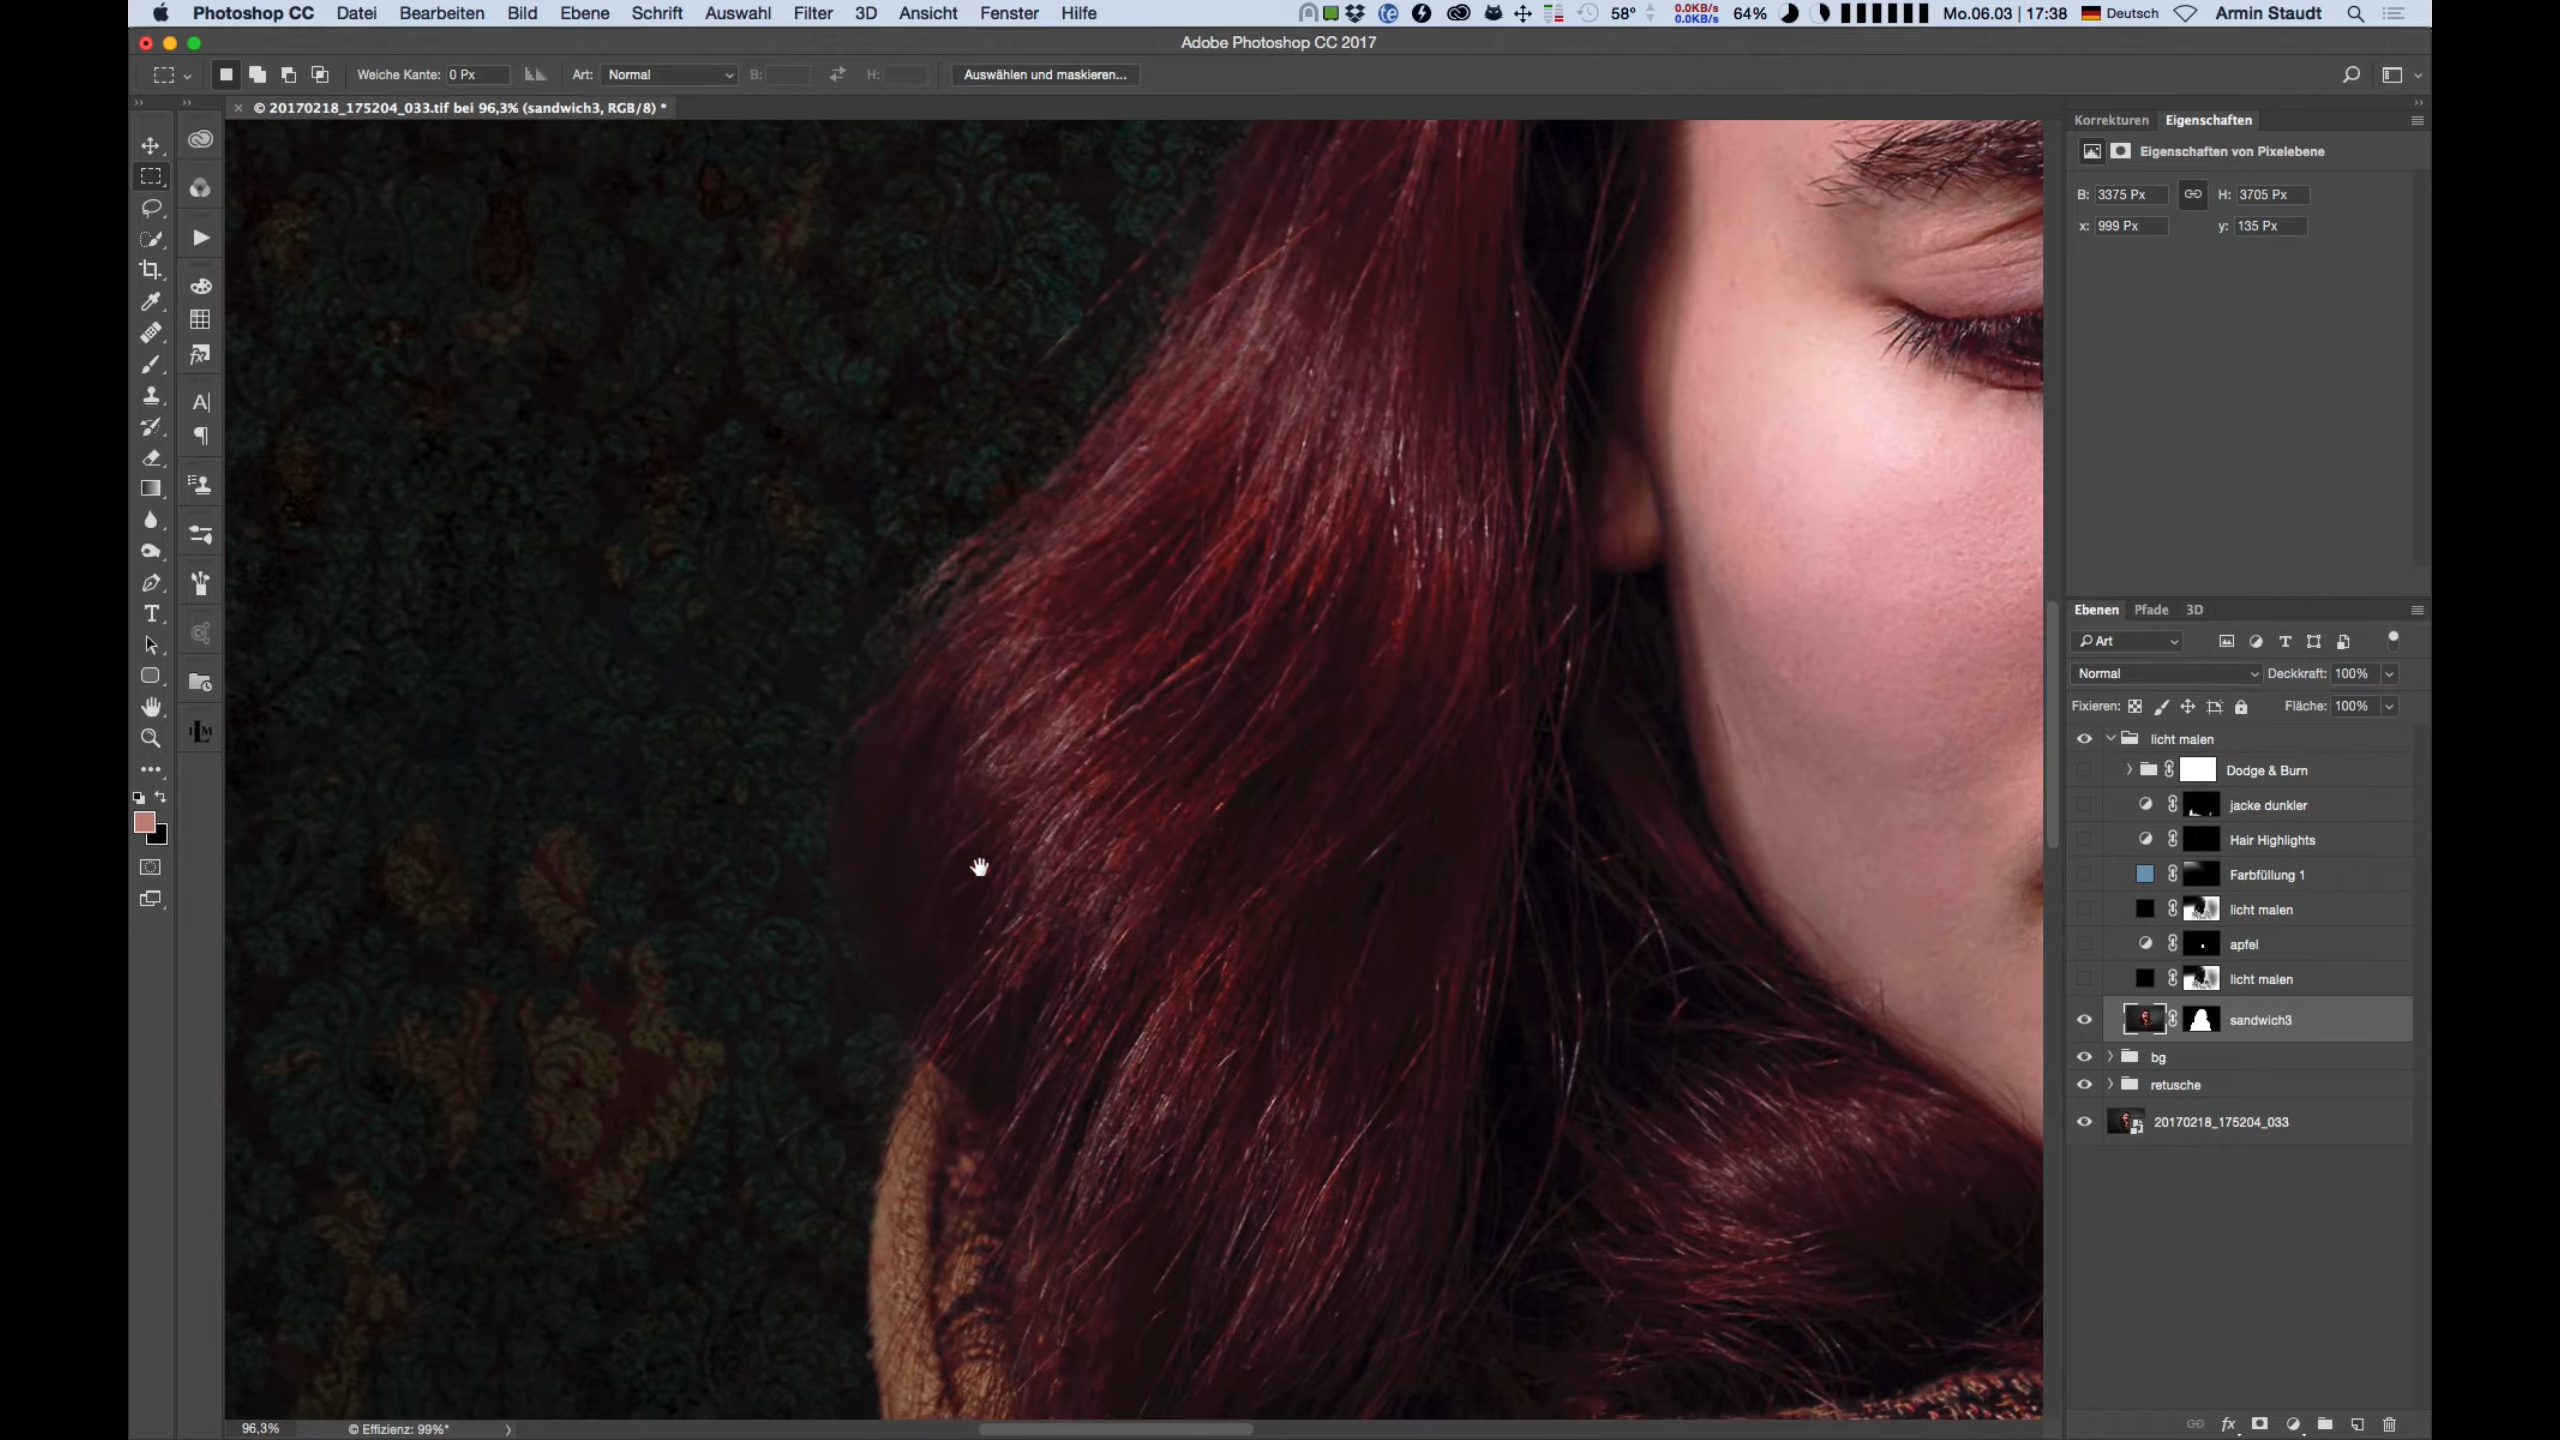 Photoshop CC Datei Bearbeiten Bild Ebene Schrift Auswahl Filter 3D Ansicht Fenster Hilfe 58° 0.0KB/s 0.0KB/s 64% Mo.06.03 | 17:38 Deutsch Armin Staudt
Adobe Photoshop CC 2017
Weiche Kante: 0 Px Art: Normal B: H: Auswählen und maskieren...
© 20170218_175204_033.tif bei 96,3% (sandwich3, RGB/8) *
Korrekturen Eigenschaften
Eigenschaften von Pixelebene
B: 3375 Px H: 3705 Px
x: 999 Px y: 135 Px
Ebenen Pfade 3D
Art
Normal Deckkraft: 100%
Fixieren: Fläche: 100%
licht malen
Dodge & Burn
jacke dunkler
Hair Highlights
Farbfüllung 1
licht malen
apfel
licht malen
sandwich3
bg
retusche
20170218_175204_033
96,3% © Effizienz: 99%*